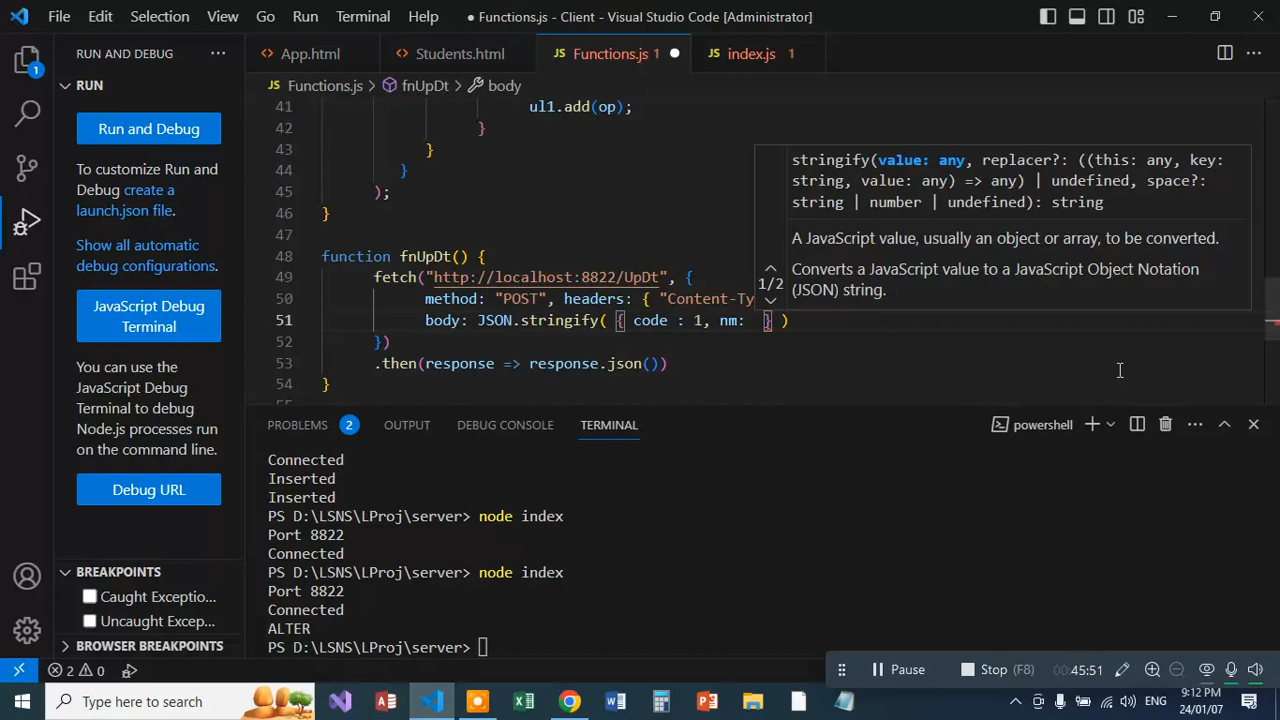 File Edit Selection View Go Run Terminal Help ● Functions.js - Client - Visual Studio Code [Administrator]
RUN AND DEBUG ···
App.html
Students.html
JS Functions.js 1 ●
JS index.js 1
Functions.js > fnUpDt > body
RUN
Run and Debug
To customize Run and
Debug create a
launch.json file.
Show all automatic
debug configurations.
JavaScript Debug
Terminal
You can use the
JavaScript Debug
Terminal to debug
Node.js processes run
on the command line.
Debug URL
BREAKPOINTS
Caught Exceptio...
Uncaught Excep...
BROWSER BREAKPOINTS
41 ul1.add(op);
42 }
43 }
44 }
45 );
46 }
47
48 function fnUpDt() {
49 fetch("http://localhost:8822/UpDt", {
50 method: "POST", headers: { "Content-Ty
51 body: JSON.stringify( { code : 1, nm: } )
52 })
53 .then(response => response.json())
54 }
55
1/2
stringify(value: any, replacer?: ((this: any, key:
string, value: any) => any) | undefined, space?:
string | number | undefined): string
A JavaScript value, usually an object or array, to be converted.
Converts a JavaScript value to a JavaScript Object Notation
(JSON) string.
PROBLEMS 2 OUTPUT DEBUG CONSOLE TERMINAL
powershell
Connected
Inserted
Inserted
PS D:\LSNS\LProj\server> node index
Port 8822
Connected
PS D:\LSNS\LProj\server> node index
Port 8822
Connected
ALTER
PS D:\LSNS\LProj\server>
2 0
Pause Stop (F8) 00:45:51
Type here to search
ENG
9:12 PM
24/01/07
1